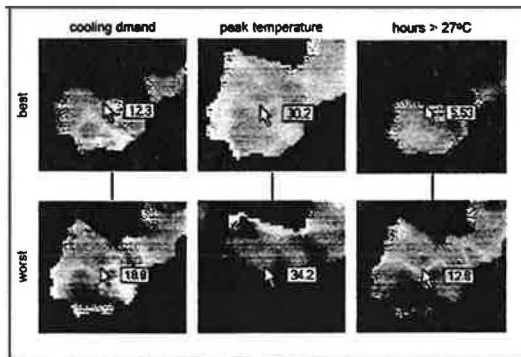 cooling dmand peak temperature hours > 27ºC
best
12.3 30.2 5.53
worst
18.9 34.2 12.8